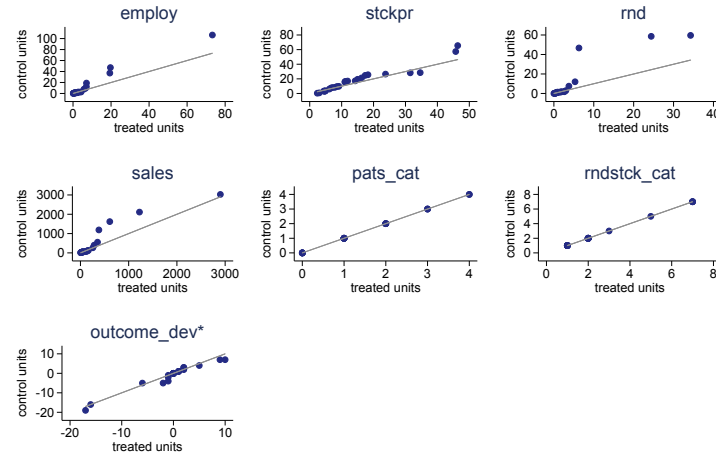 employ
control units
100
80
60
40
20
0
0 20 40 60 80
treated units
stckpr
control units
80
60
40
20
0
0 10 20 30 40 50
treated units
rnd
control units
60
40
20
0
0 10 20 30 40
treated units
sales
control units
3000
2000
1000
0
0 1000 2000 3000
treated units
pats_cat
control units
4
3
2
1
0
0 1 2 3 4
treated units
rndstck_cat
control units
8
6
4
2
0
0 2 4 6 8
treated units
outcome_dev*
control units
10
0
-10
-20
-20 -10 0 10
treated units